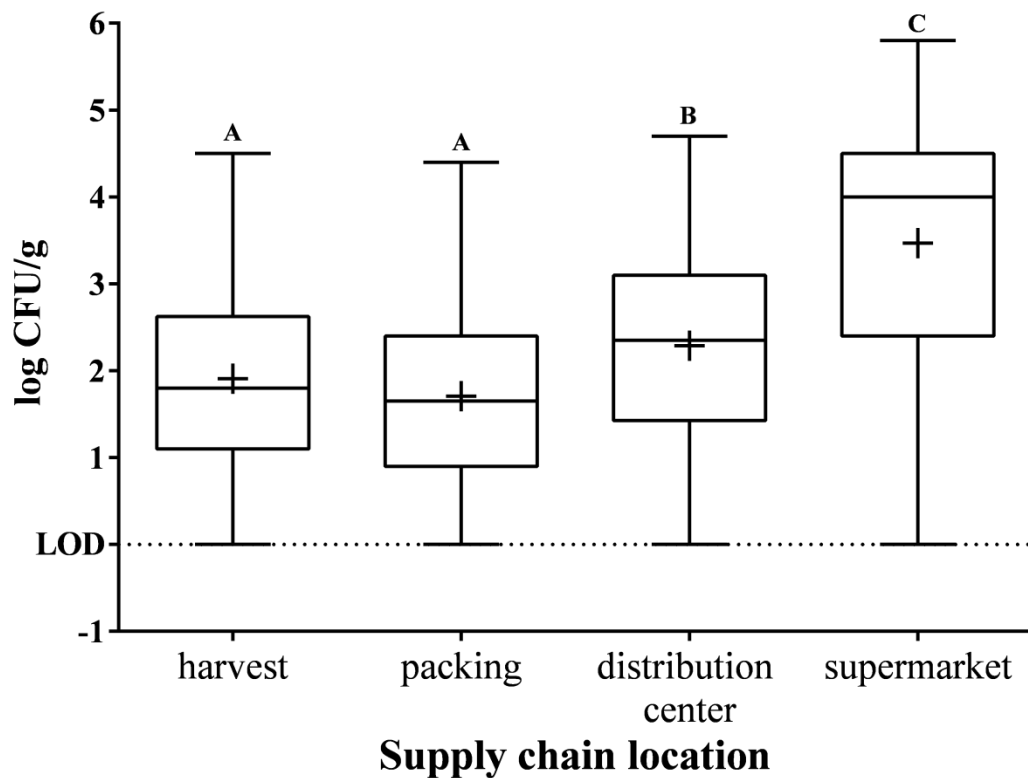 6
5
4
3
2
1
LOD
-1
log CFU/g
A
A
B
C
harvest
packing
distribution
center
supermarket
Supply chain location